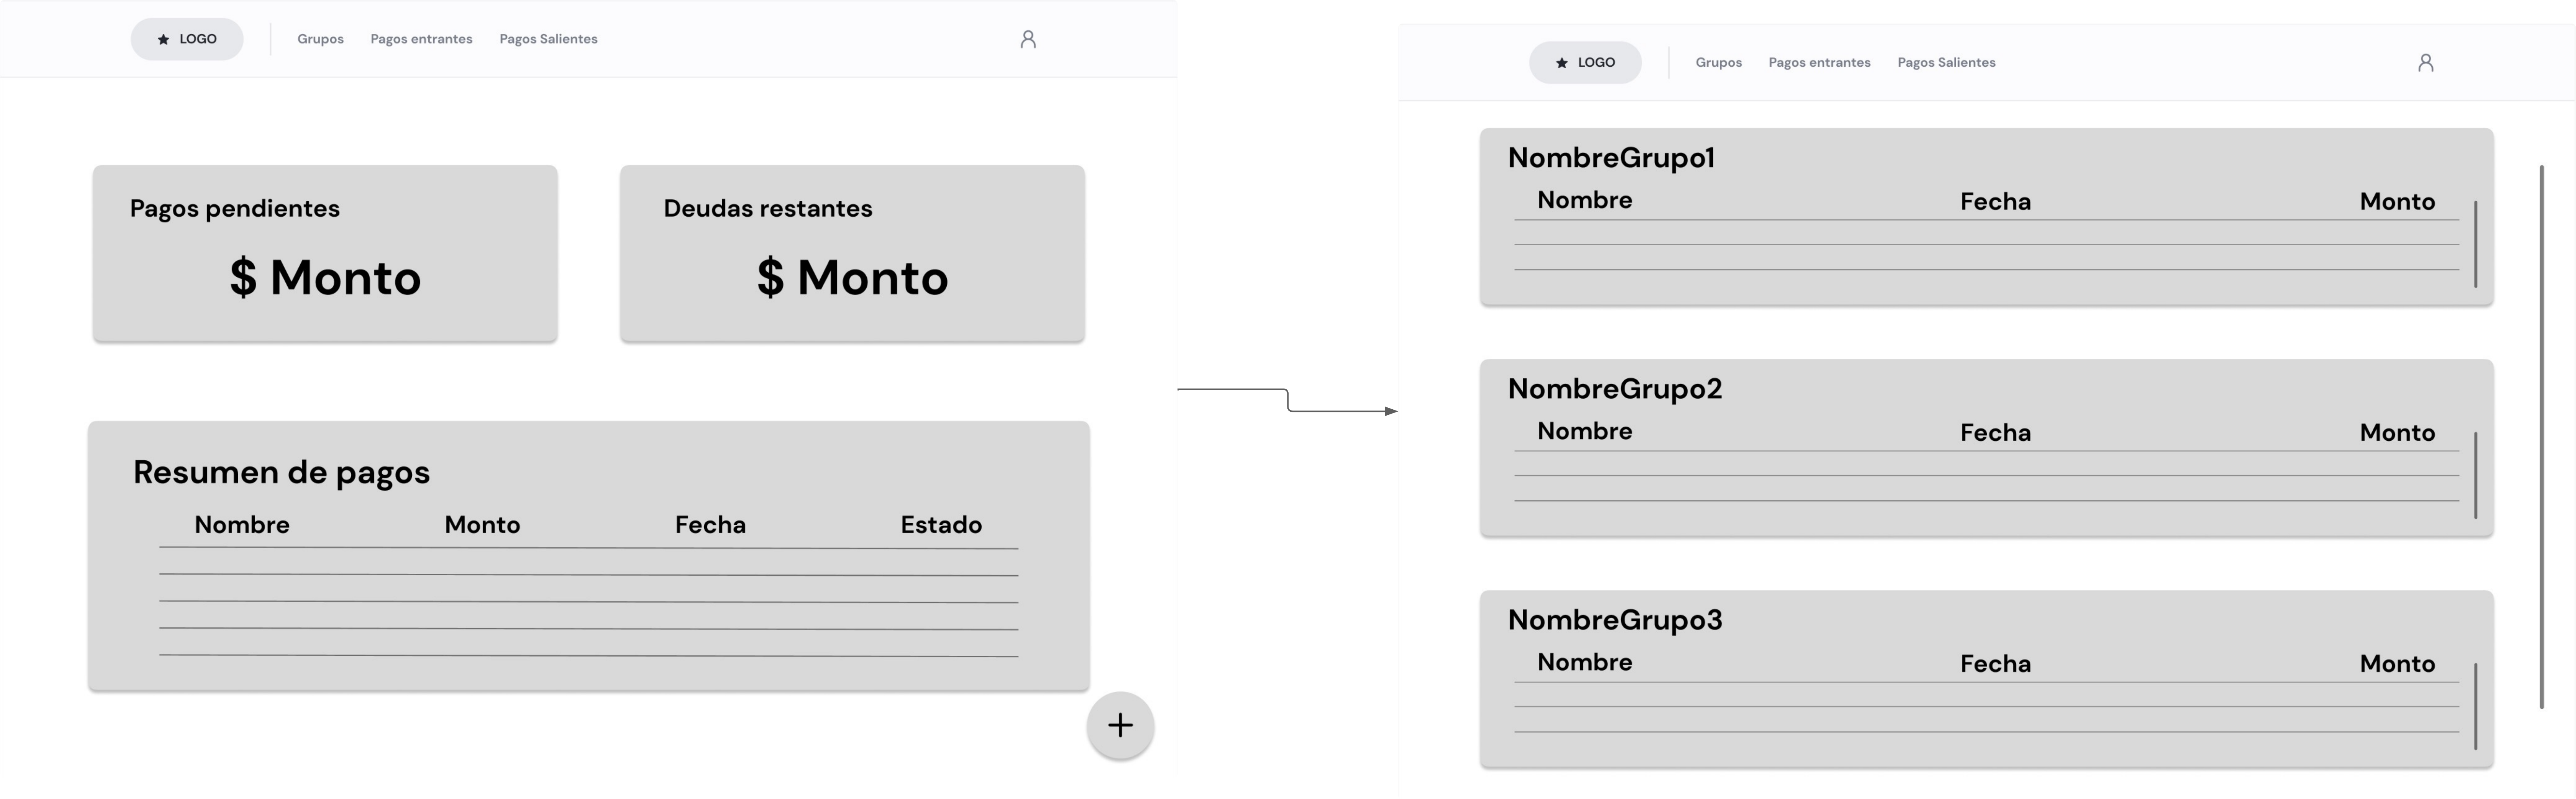 LOGO Grupos Pagos entrantes Pagos Salientes
Pagos pendientes
$ Monto
Deudas restantes
$ Monto
Resumen de pagos
Nombre Monto Fecha Estado
LOGO Grupos Pagos entrantes Pagos Salientes
NombreGrupo1
Nombre Fecha Monto
NombreGrupo2
Nombre Fecha Monto
NombreGrupo3
Nombre Fecha Monto